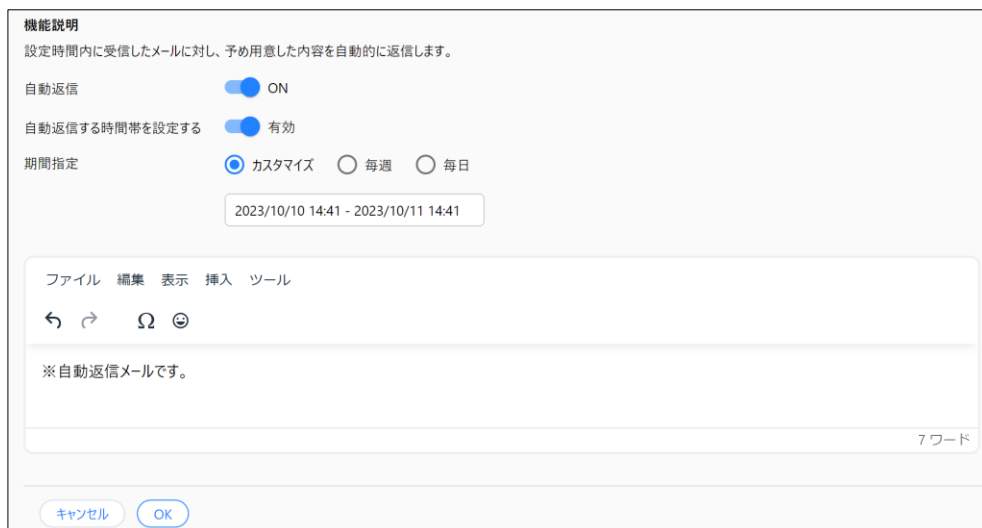 機能説明
設定時間内に受信したメールに対し、予め用意した内容を自動的に返信します。
自動返信 ON
自動返信する時間帯を設定する 有効
期間指定 カスタマイズ 毎週 毎日
2023/10/10 14:41 - 2023/10/11 14:41
ファイル 編集 表示 挿入 ツール
Ω
※自動返信メールです。
7 ワード
キャンセル OK